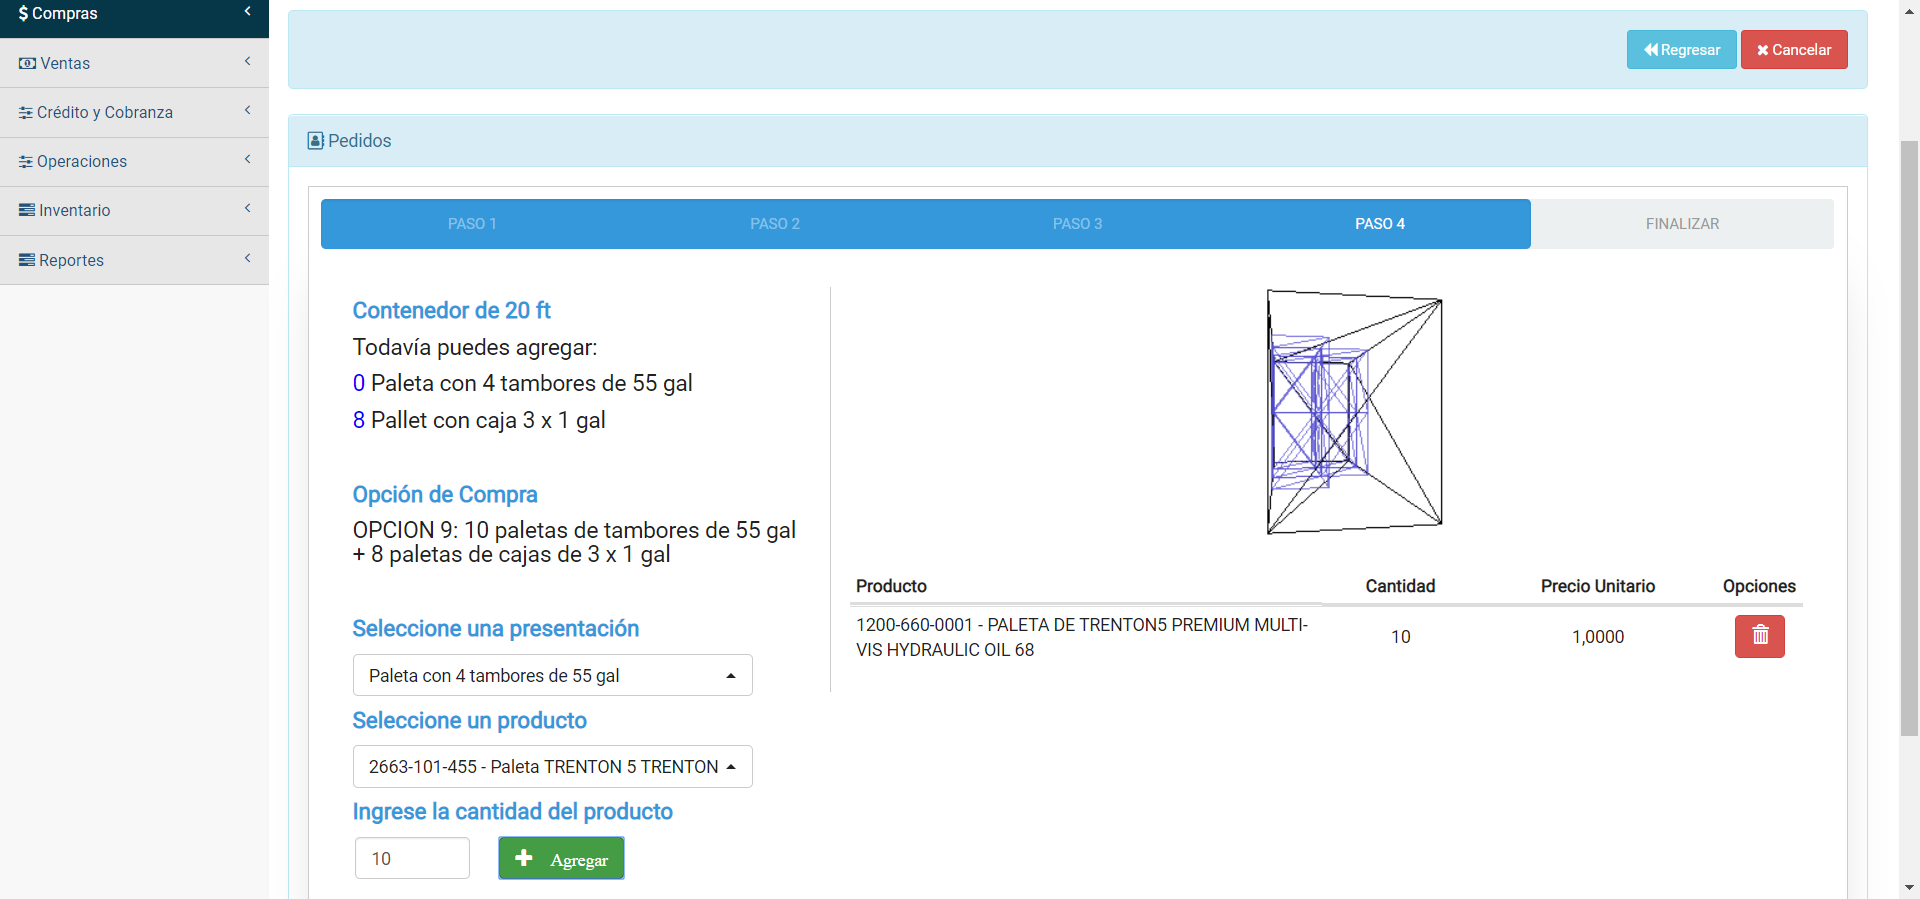 $ Compras
Ventas
Crédito y Cobranza
Operaciones
Inventario
Reportes
Regresar
Cancelar
Pedidos
PASO 1
PASO 2
PASO 3
PASO 4
FINALIZAR
Contenedor de 20 ft
Todavía puedes agregar:
0 Paleta con 4 tambores de 55 gal
8 Pallet con caja 3 x 1 gal
Opción de Compra
OPCION 9: 10 paletas de tambores de 55 gal
+ 8 paletas de cajas de 3 x 1 gal
Seleccione una presentación
Paleta con 4 tambores de 55 gal
Seleccione un producto
2663-101-455 - Paleta TRENTON 5 TRENTON
Ingrese la cantidad del producto
10
Agregar
Producto Cantidad Precio Unitario Opciones
1200-660-0001 - PALETA DE TRENTON5 PREMIUM MULTI-
VIS HYDRAULIC OIL 68
10
1,0000